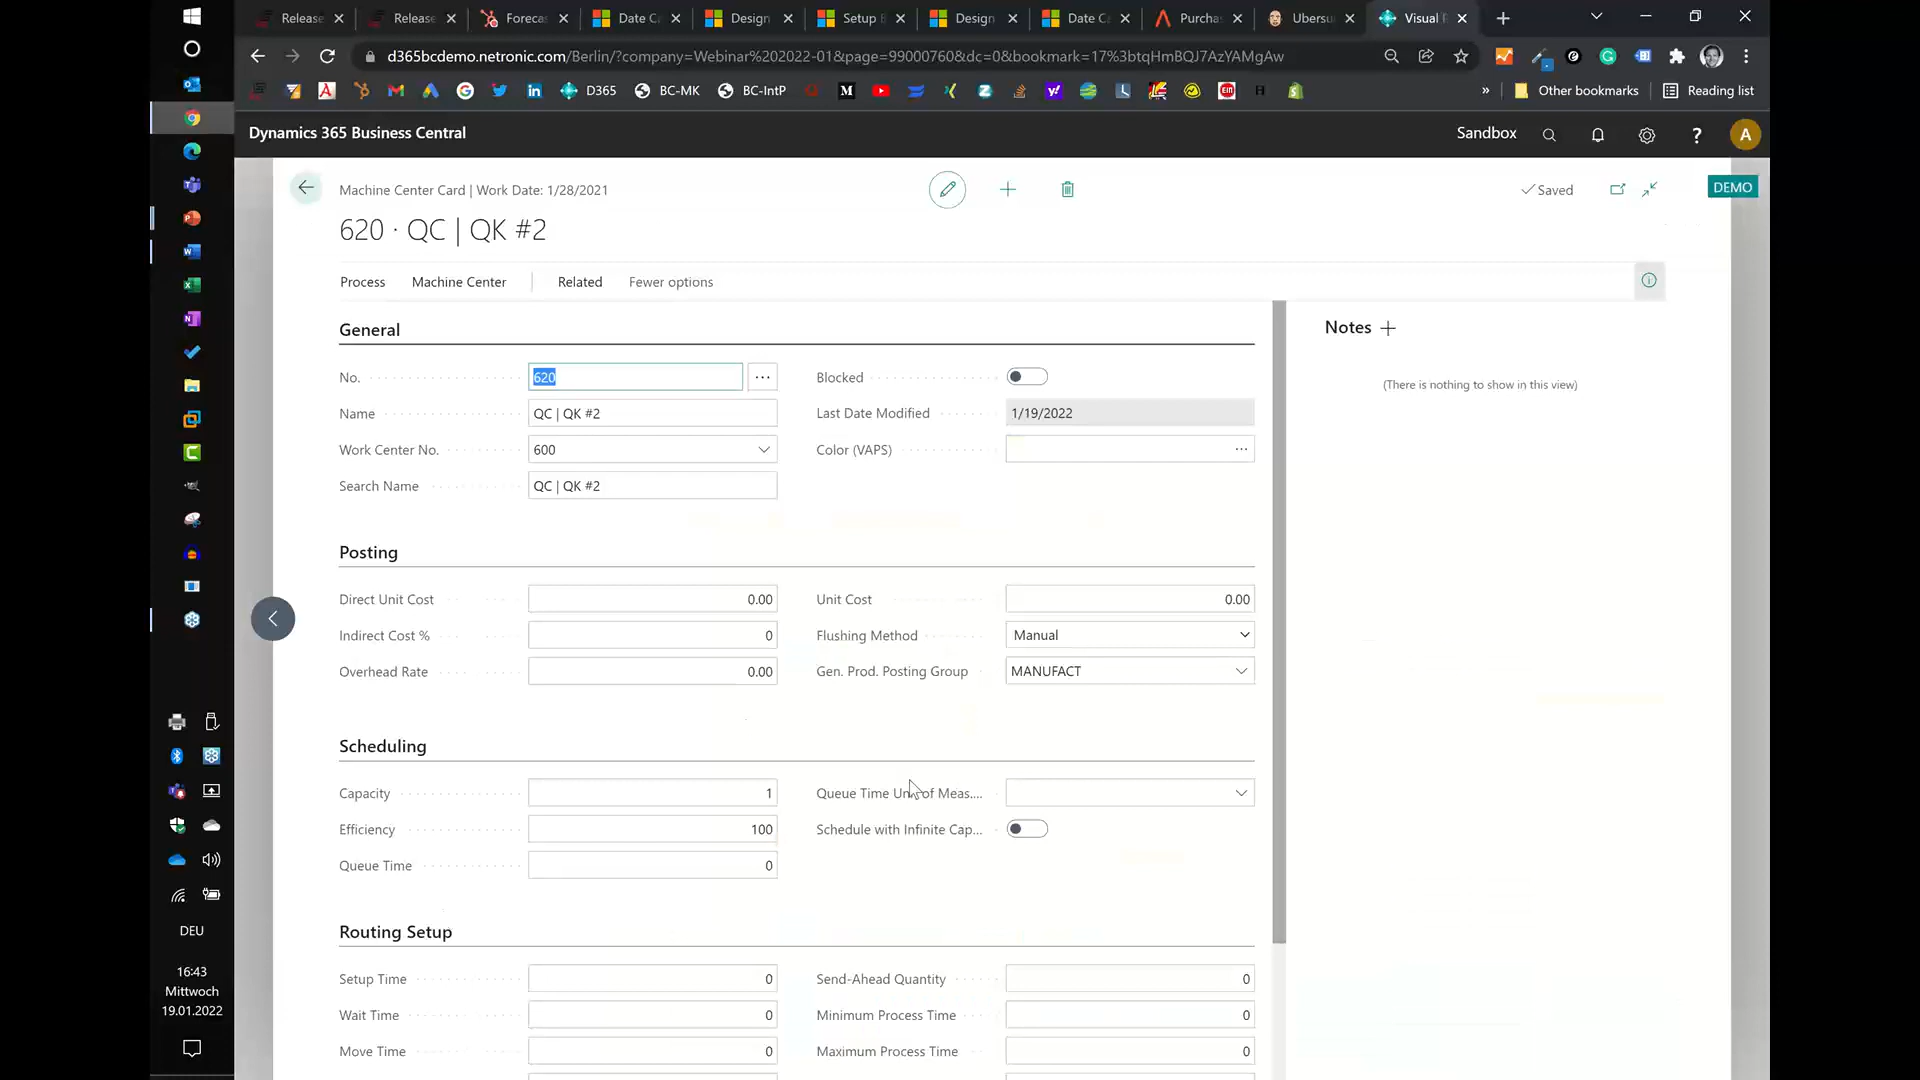 Release
Release
Forecas
Date C
Design
Setup B
Design
Date C
Purcha
Ubersu
Visual
d365bcdemo.netronic.com/Berlin/?company=Webinar%202022-01&page=99000760&dc=0&bookmark=17%3btqHmBQJ7AzYAMgAw
D365
BC-MK
BC-IntP
»
Other bookmarks
Reading list
Dynamics 365 Business Central
Sandbox
?
A
Machine Center Card | Work Date: 1/28/2021
Saved
DEMO
620 · QC | QK #2
Process
Machine Center
Related
Fewer options
General
Notes
(There is nothing to show in this view)
No.
620
Blocked
Name
QC | QK #2
Last Date Modified
1/19/2022
Work Center No.
600
Color (VAPS)
Search Name
QC | QK #2
Posting
Direct Unit Cost
0.00
Unit Cost
0.00
Indirect Cost %
0
Flushing Method
Manual
Overhead Rate
0.00
Gen. Prod. Posting Group
MANUFACT
Scheduling
Capacity
1
Queue Time Un of Meas....
Efficiency
100
Schedule with Infinite Cap...
Queue Time
0
Routing Setup
Setup Time
0
Send-Ahead Quantity
0
Wait Time
0
Minimum Process Time
0
Move Time
0
Maximum Process Time
0
DEU
16:43
Mittwoch
19.01.2022